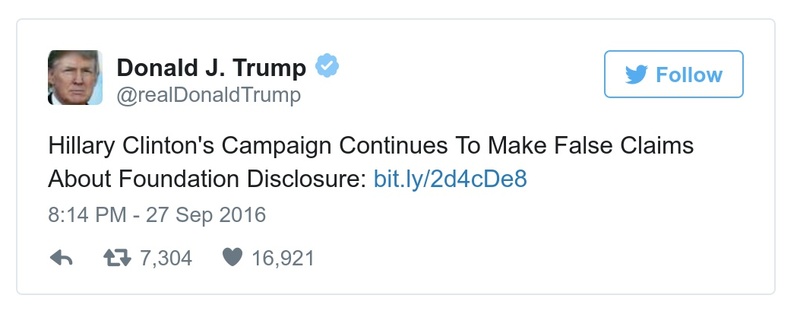 Donald J. Trump
@realDonaldTrump
Follow
Hillary Clinton's Campaign Continues To Make False Claims
About Foundation Disclosure: bit.ly/2d4cDe8
8:14 PM - 27 Sep 2016
7,304 16,921